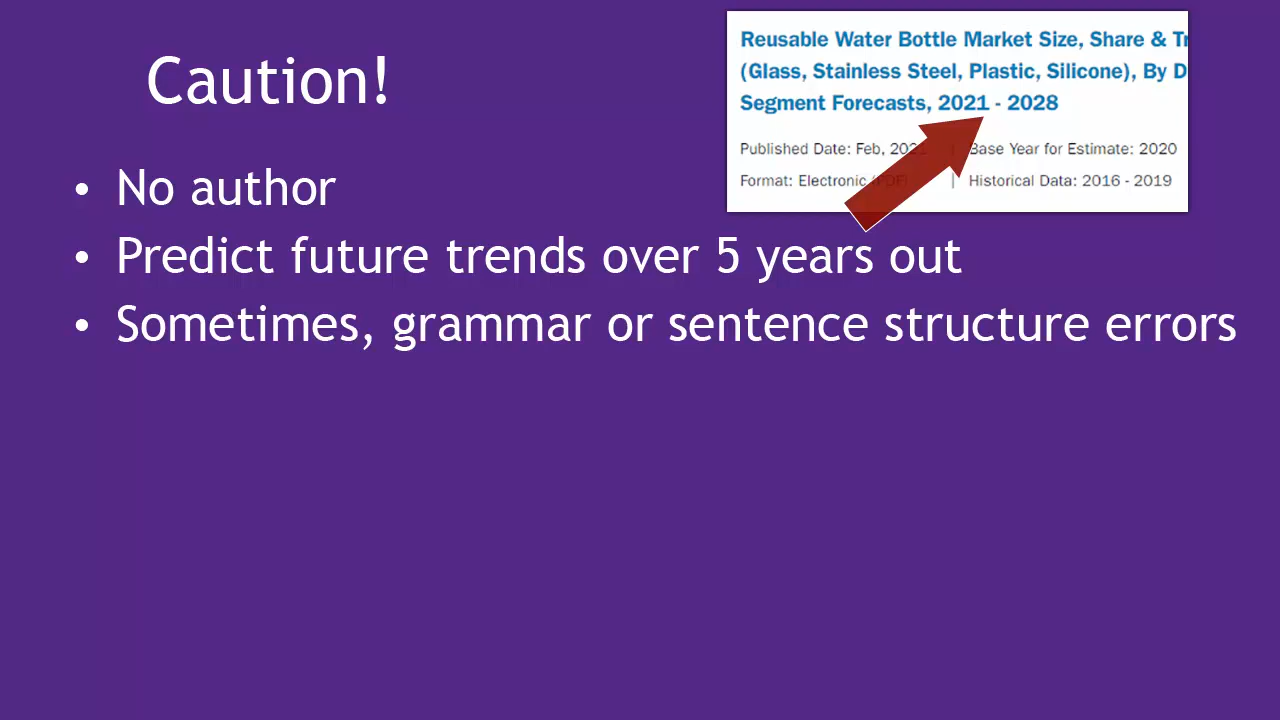 Caution!
• No author
• Predict future trends over 5 years out
• Sometimes, grammar or sentence structure errors
Reusable Water Bottle Market Size, Share &
(Glass, Stainless Steel, Plastic, Silicone), By
Segment Forecasts, 2021 - 2028
Published Date: Feb, 2021 | Base Year for Estimate: 2020
Format: Electronic (PDF) | Historical Data: 2016 - 2019